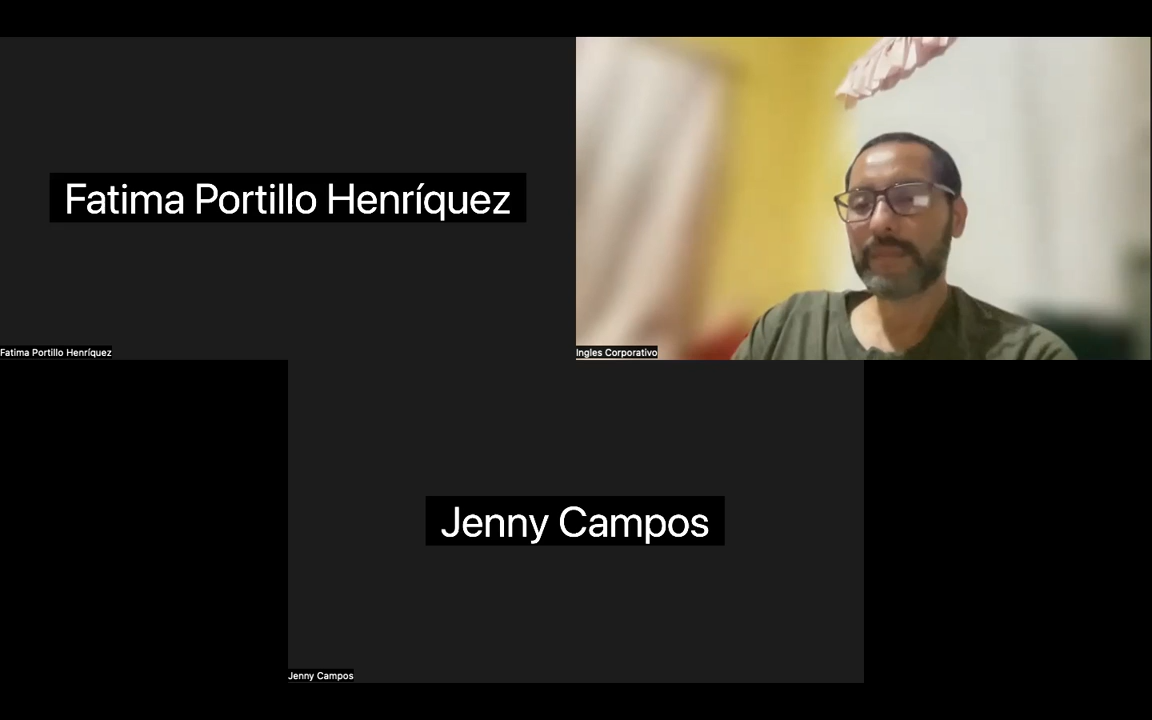 Fatima Portillo Henríquez
Fatima Portillo Henríquez
Ingles Corporativo
Jenny Campos
Jenny Campos